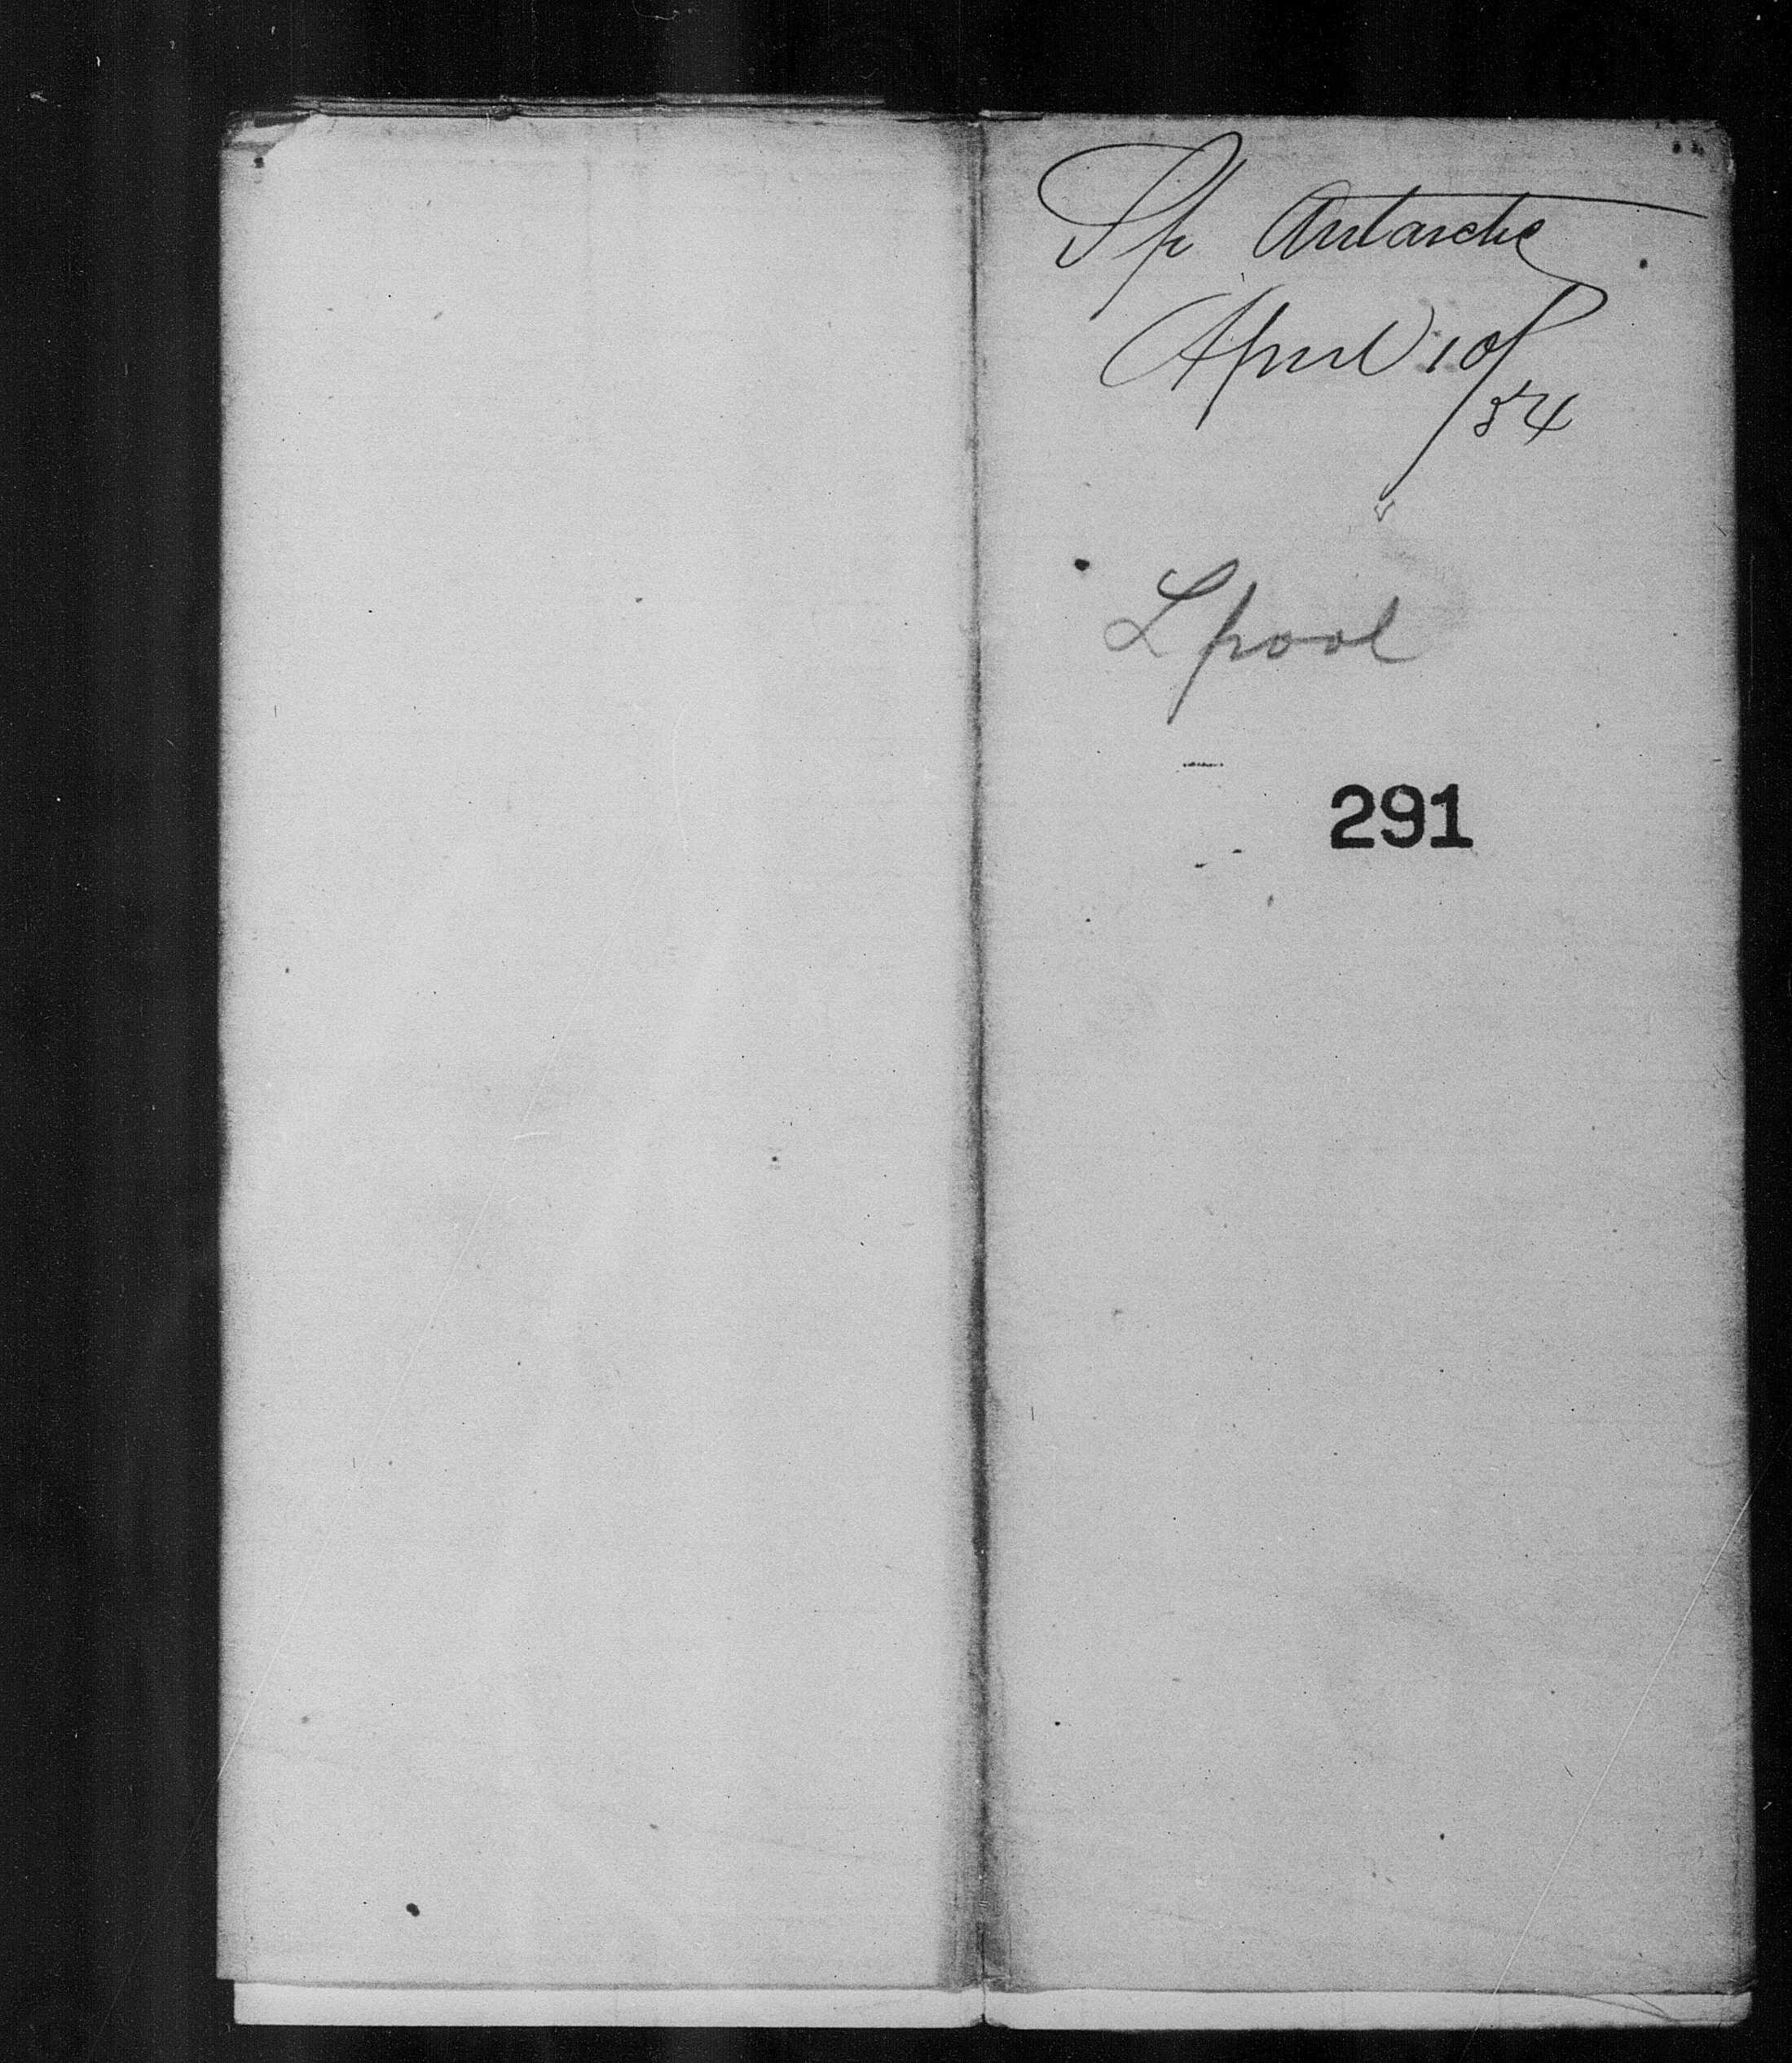 Sp Antarctic
April 10/
54
Lpool
291